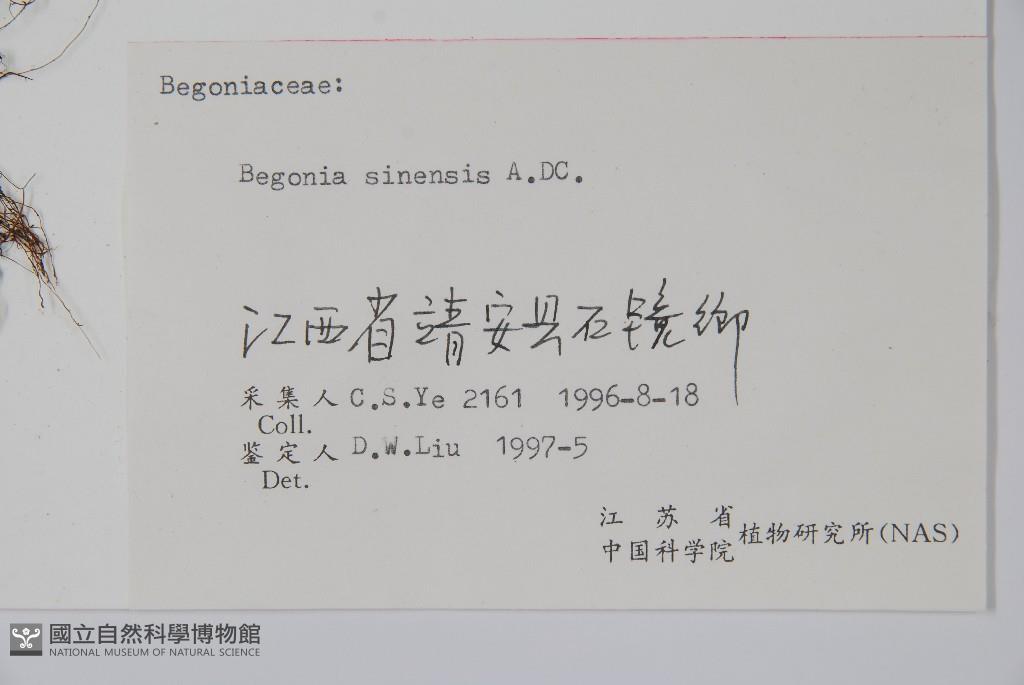 Begoniaceae:
Begonia sinensis A.DC.
江西省靖安县石镜鄉
采集人 C.S.Ye 2161 1996-8-18
Coll.
鉴定人 D.W.Liu 1997-5
Det.
江苏省
中国科学院 植物研究所(NAS)
國立自然科學博物館
NATIONAL MUSEUM OF NATURAL SCIENCE